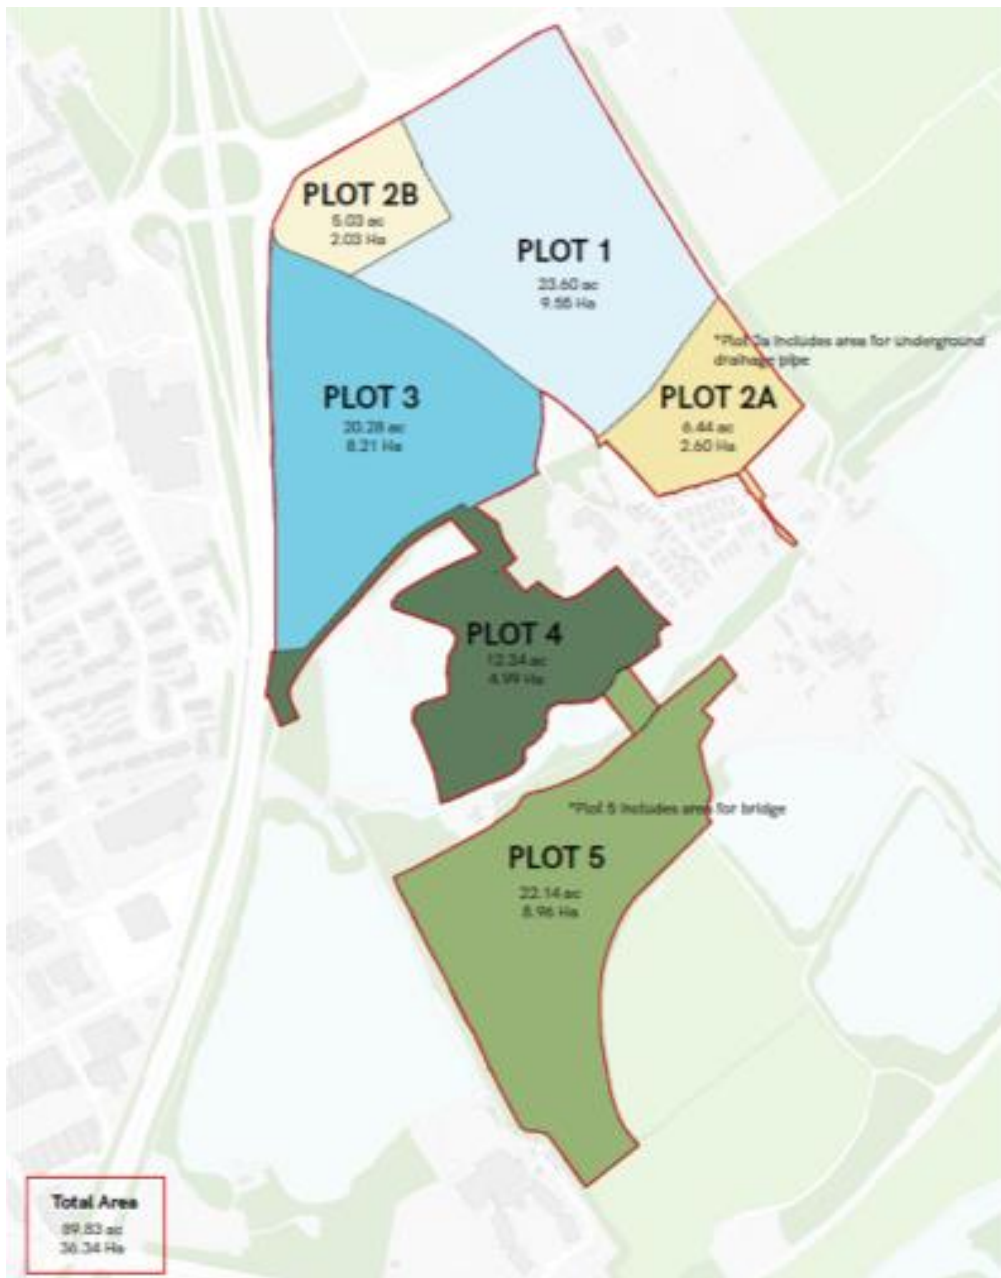 PLOT 2B
5.03 ac
2.03 Ha
PLOT 1
23.60 ac
9.55 Ha
*Plot 2a includes area for underground
drainage pipe
PLOT 3
20.28 ac
8.21 Ha
PLOT 2A
6.44 ac
2.60 Ha
PLOT 4
12.34 ac
4.99 Ha
*Plot 5 includes area for bridge
PLOT 5
22.14 ac
8.96 Ha
Total Area
89.83 ac
36.34 Ha